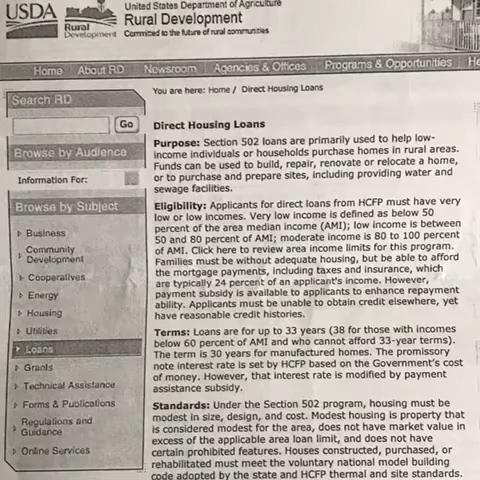 USDA
Rural
Development
United States Department of Agriculture
Rural Development
Committed to the future of rural communities
Home About RD Newsroom Agencies & Offices Programs & Opportunities He
Search RD
Go
Browse by Audience
Information For:
Browse by Subject
Business
Community
Development
Cooperatives
Energy
Housing
Utilities
Loans
Grants
Technical Assistance
Forms & Publications
Regulations and
Guidance
Online Services
You are here: Home / Direct Housing Loans
Direct Housing Loans
Purpose: Section 502 loans are primarily used to help low-
income individuals or households purchase homes in rural areas.
Funds can be used to build, repair, renovate or relocate a home,
or to purchase and prepare sites, including providing water and
sewage facilities.
Eligibility: Applicants for direct loans from HCFP must have very
low or low incomes. Very low income is defined as below 50
percent of the area median income (AMI); low income is between
50 and 80 percent of AMI; moderate income is 80 to 100 percent
of AMI. Click here to review area income limits for this program.
Families must be without adequate housing, but be able to afford
the mortgage payments, including taxes and insurance, which
are typically 24 percent of an applicant's income. However,
payment subsidy is available to applicants to enhance repayment
ability. Applicants must be unable to obtain credit elsewhere, yet
have reasonable credit histories.
Terms: Loans are for up to 33 years (38 for those with incomes
below 60 percent of AMI and who cannot afford 33-year terms).
The term is 30 years for manufactured homes. The promissory
note interest rate is set by HCFP based on the Government's cost
of money. However, that interest rate is modified by payment
assistance subsidy.
Standards: Under the Section 502 program, housing must be
modest in size, design, and cost. Modest housing is property that
is considered modest for the area, does not have market value in
excess of the applicable area loan limit, and does not have
certain prohibited features. Houses constructed, purchased, or
rehabilitated must meet the voluntary national model building
code adopted by the state and HCFP thermal and site standards.